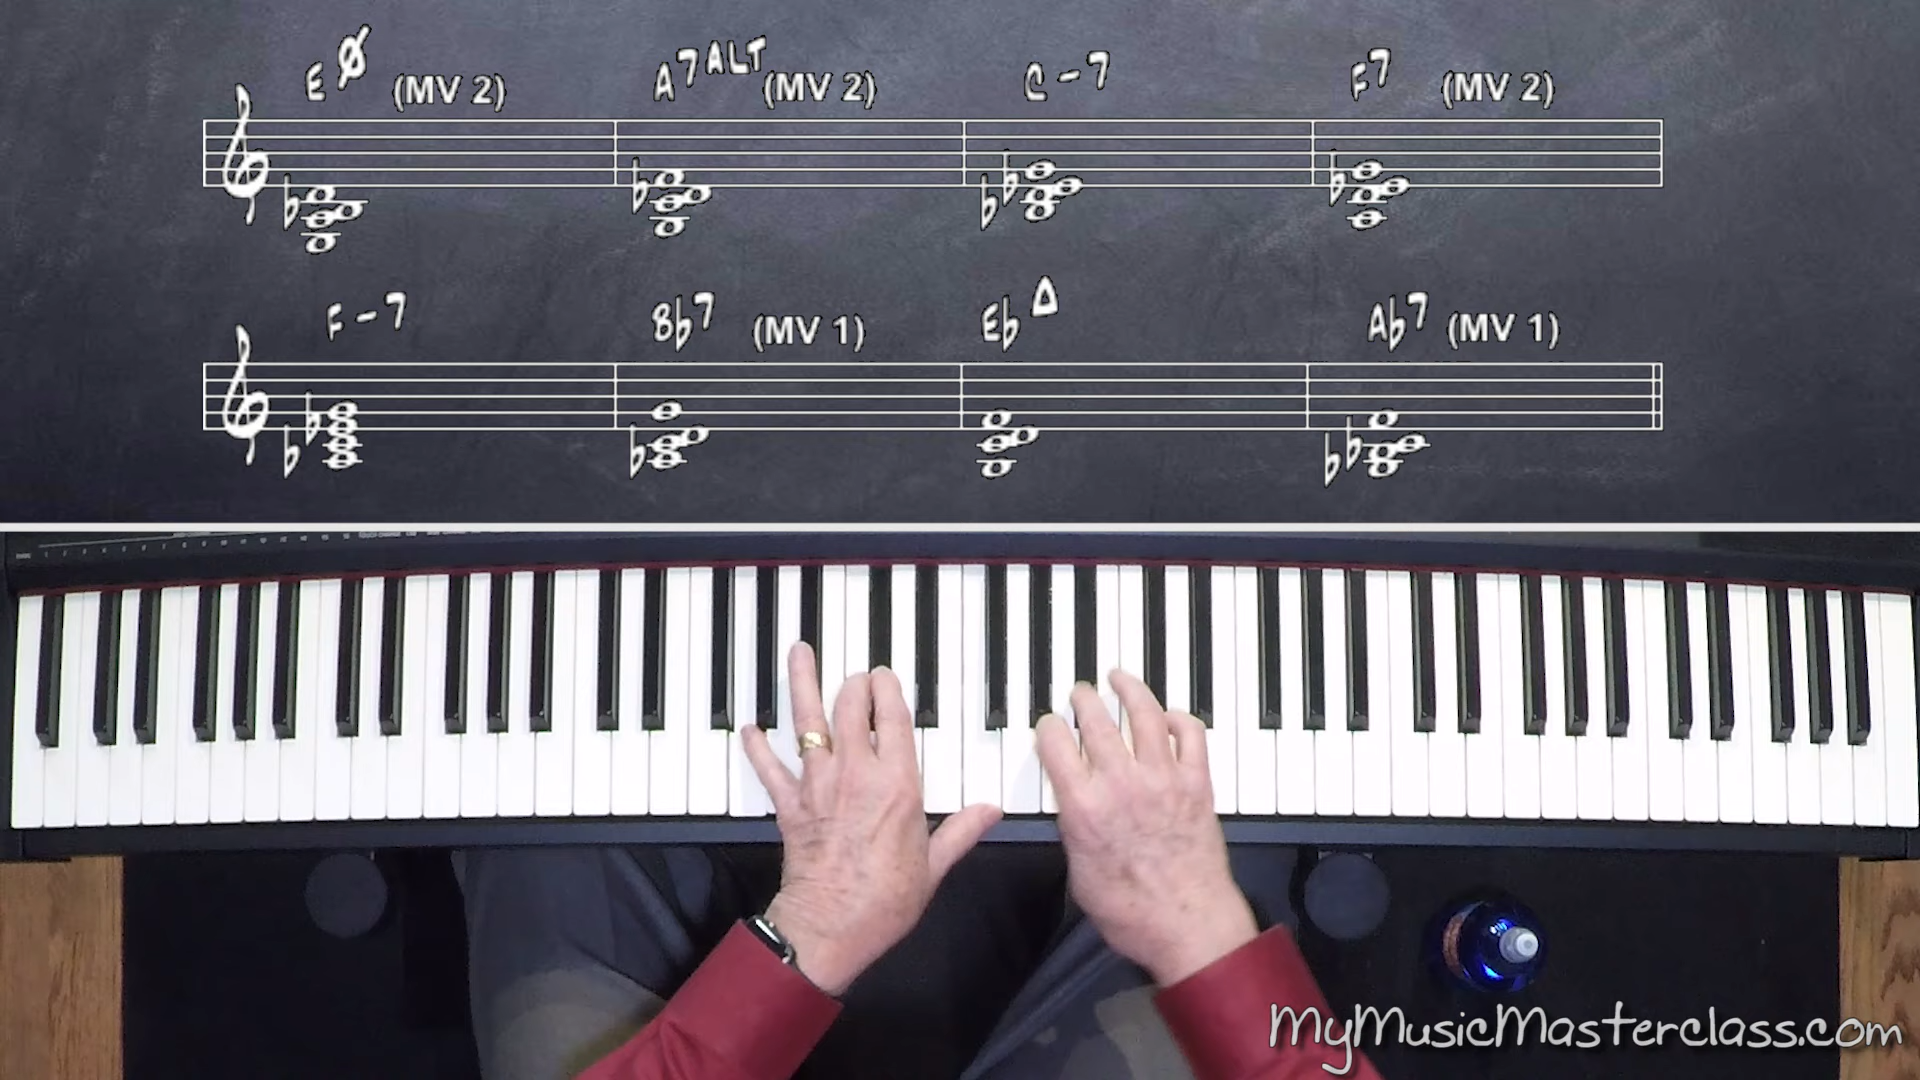 Eø (MV 2) A7ALT (MV 2) C-7 F7 (MV 2)
F-7 Bb7 (MV 1) EbΔ Ab7 (MV 1)
MyMusicMasterclass.com